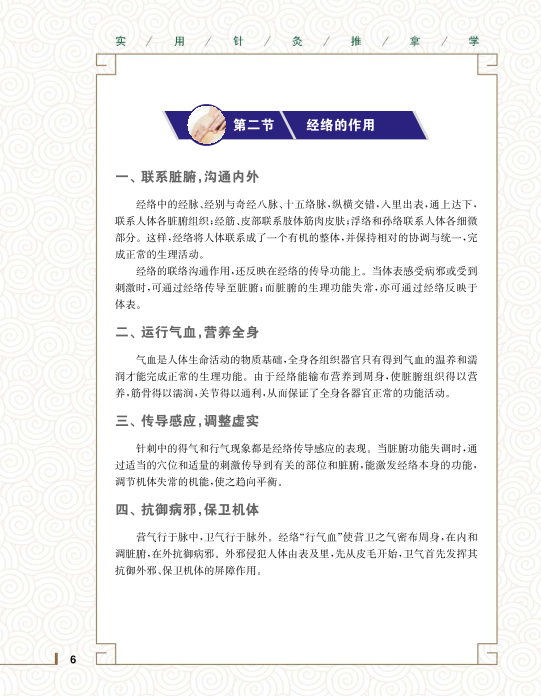 实 / 用 / 针 / 灸 / 推 / 拿 / 学
第二节 经络的作用
一、联系脏腑,沟通内外
经络中的经脉、经别与奇经八脉、十五络脉,纵横交错,入里出表,通上达下,
联系人体各脏腑组织;经筋、皮部联系肢体筋肉皮肤;浮络和孙络联系人体各细微
部分。这样,经络将人体联系成了一个有机的整体,并保持相对的协调与统一,完
成正常的生理活动。
经络的联络沟通作用,还反映在经络的传导功能上。当体表感受病邪或受到
刺激时,可通过经络传导至脏腑;而脏腑的生理功能失常,亦可通过经络反映于
体表。
二、运行气血,营养全身
气血是人体生命活动的物质基础,全身各组织器官只有得到气血的温养和濡
润才能完成正常的生理功能。由于经络能输布营养到周身,使脏腑组织得以营
养,筋骨得以濡润,关节得以通利,从而保证了全身各器官正常的功能活动。
三、传导感应,调整虚实
针刺中的得气和行气现象都是经络传导感应的表现。当脏腑功能失调时,通
过适当的穴位和适量的刺激传导到有关的部位和脏腑,能激发经络本身的功能,
调节机体失常的机能,使之趋向平衡。
四、抗御病邪,保卫机体
营气行于脉中,卫气行于脉外。经络“行气血”使营卫之气密布周身,在内和
调脏腑,在外抗御病邪。外邪侵犯人体由表及里,先从皮毛开始,卫气首先发挥其
抗御外邪、保卫机体的屏障作用。
6